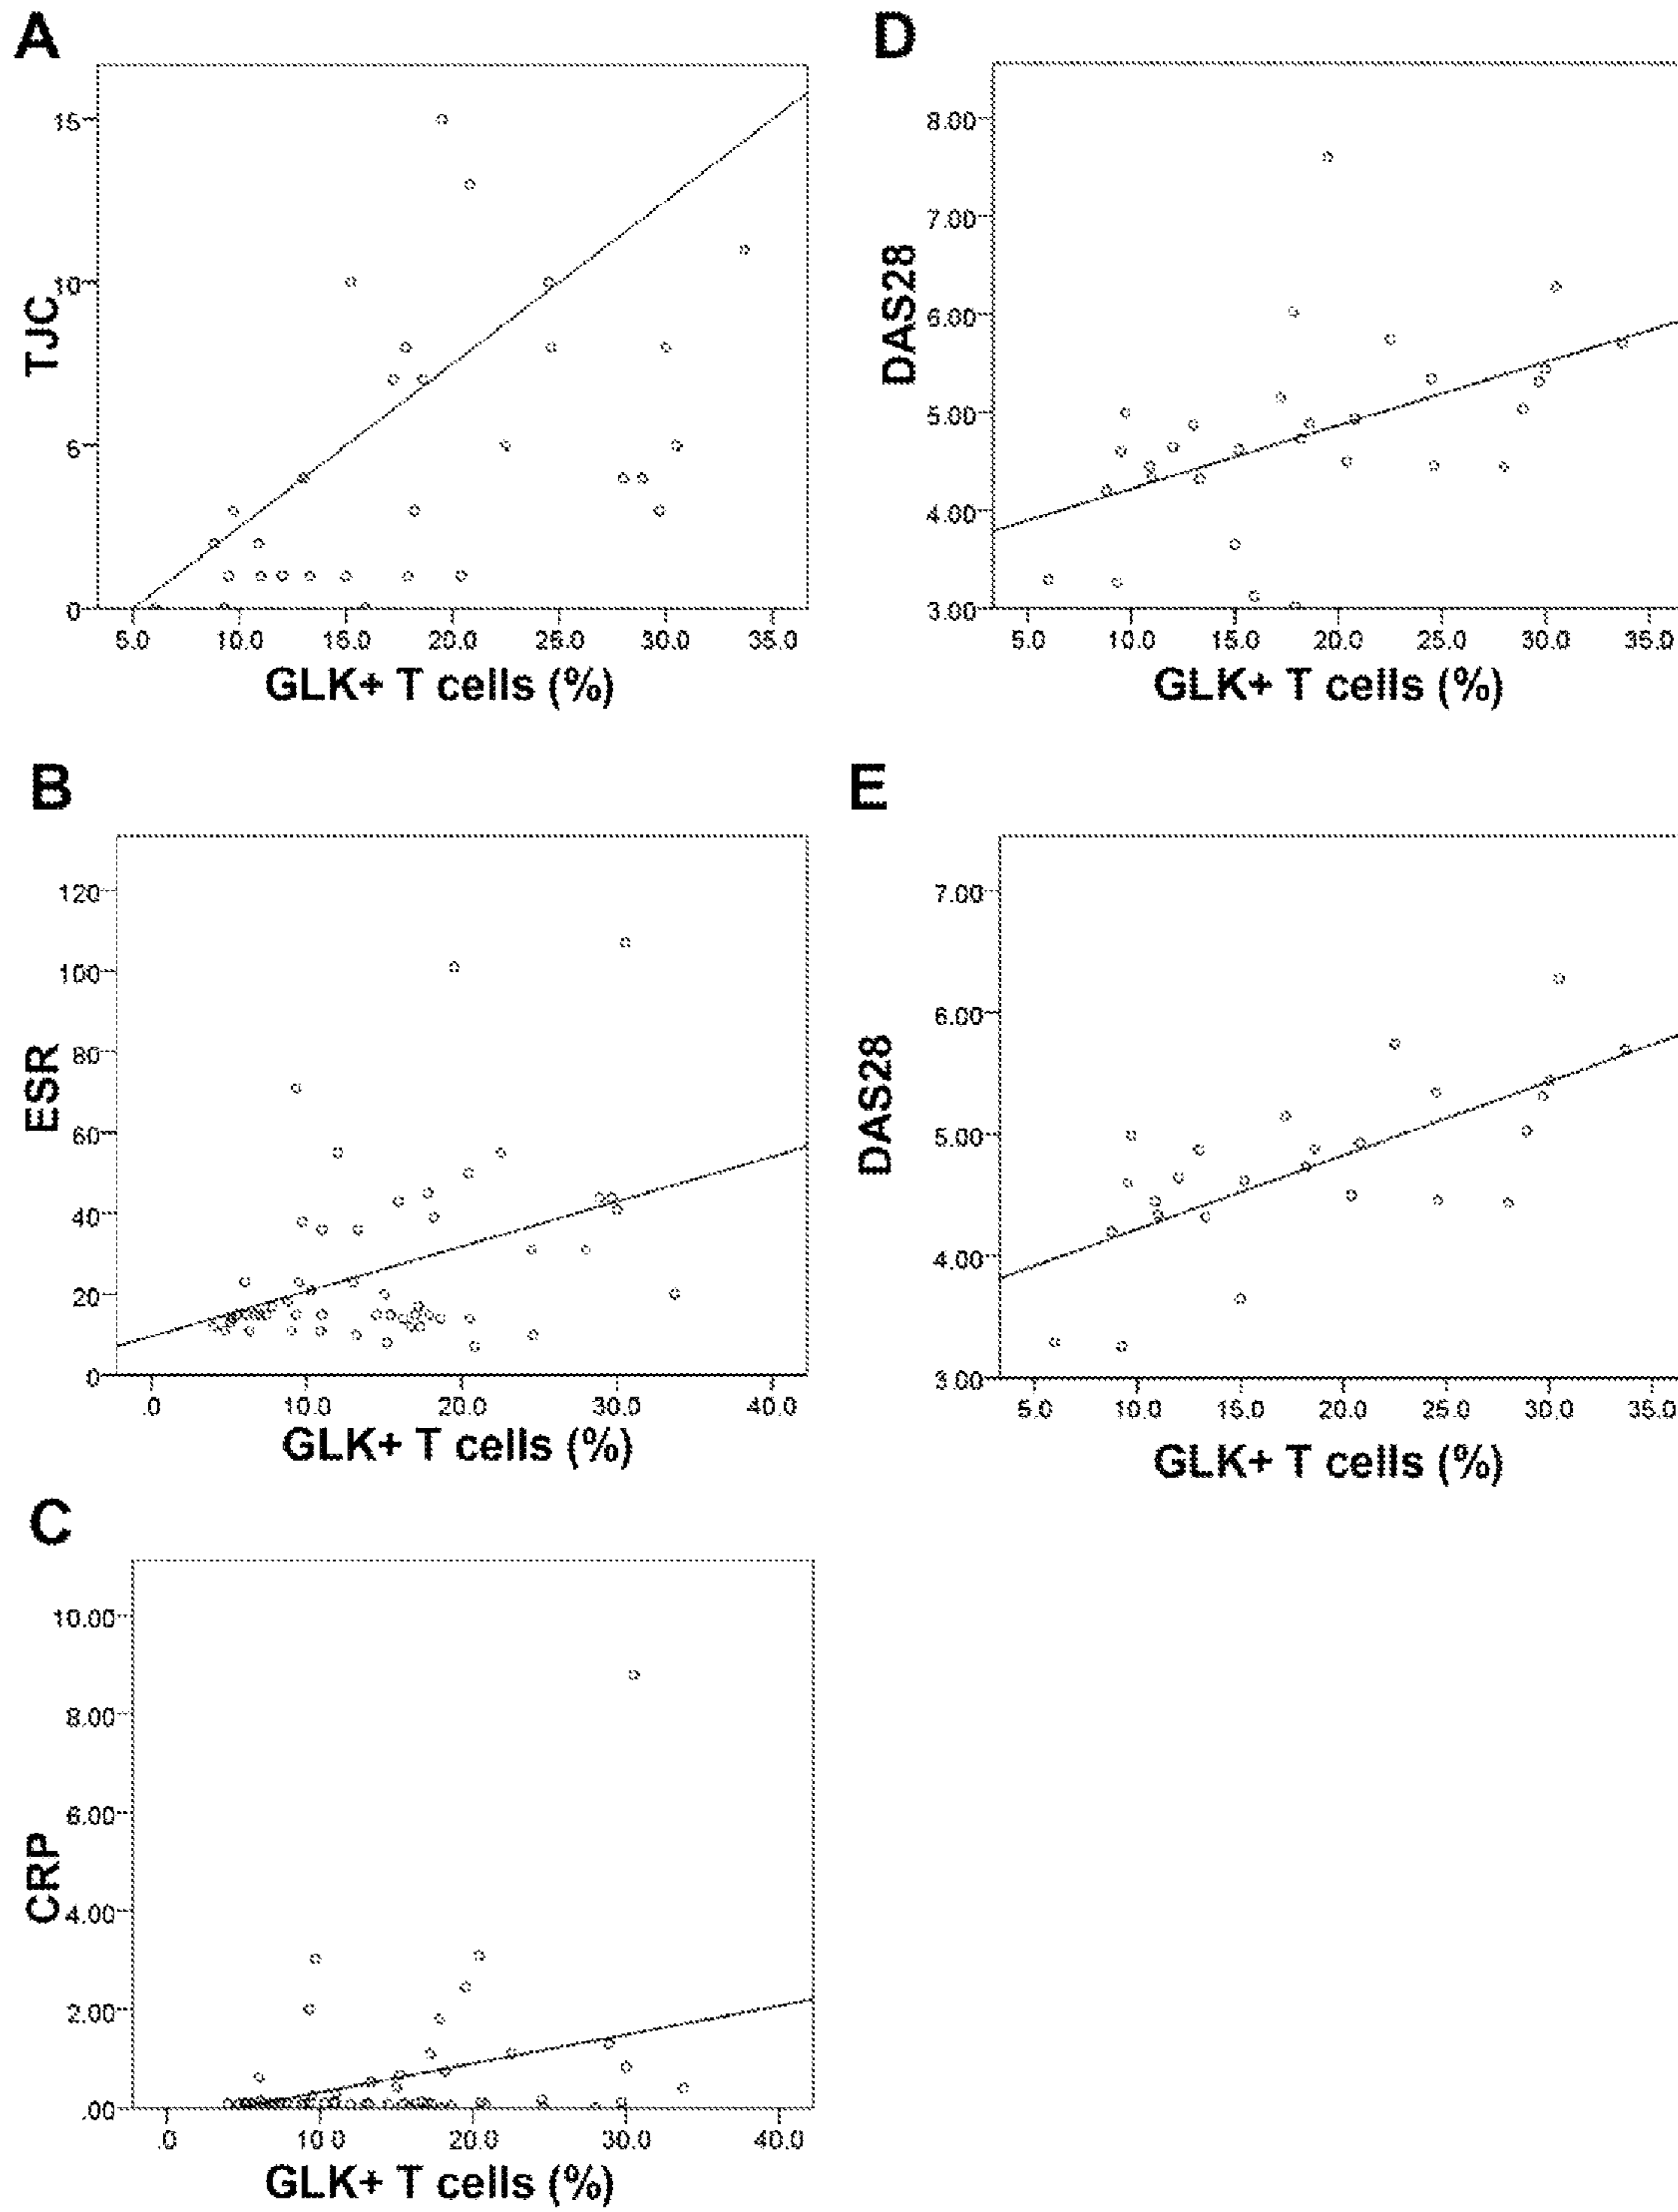 A
15
10
5
0
TJC
5.0 10.0 15.0 20.0 25.0 30.0 35.0
GLK+ T cells (%)
D
8.00
7.00
6.00
5.00
4.00
3.00
DAS28
5.0 10.0 15.0 20.0 25.0 30.0 35.0
GLK+ T cells (%)
B
120
100
80
60
40
20
0
ESR
.0 10.0 20.0 30.0 40.0
GLK+ T cells (%)
E
7.00
6.00
5.00
4.00
3.00
DAS28
5.0 10.0 15.0 20.0 25.0 30.0 35.0
GLK+ T cells (%)
C
10.00
8.00
6.00
4.00
2.00
.00
CRP
.0 10.0 20.0 30.0 40.0
GLK+ T cells (%)